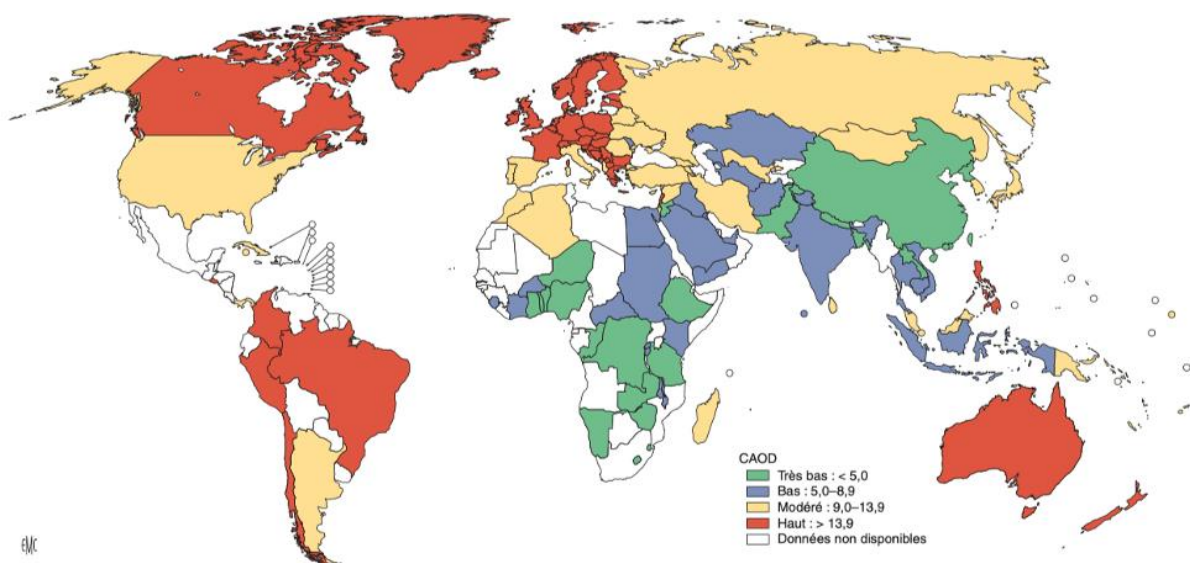 CAOD
Très bas : < 5,0
Bas : 5,0–8,9
Modéré : 9,0–13,9
Haut : > 13,9
Données non disponibles
EMC